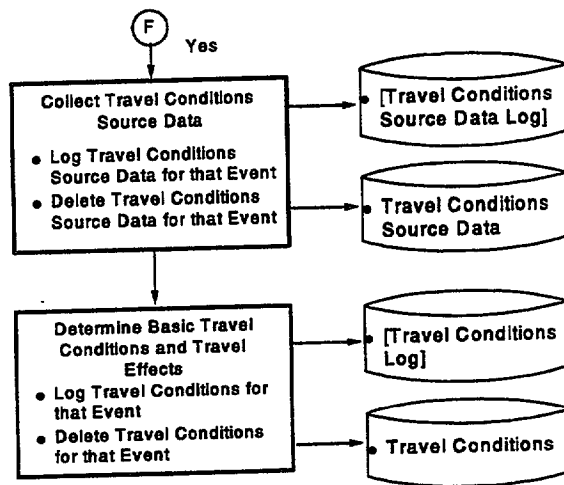 F
Yes
Collect Travel Conditions
Source Data
• Log Travel Conditions
Source Data for that Event
• Delete Travel Conditions
Source Data for that Event
• [Travel Conditions
Source Data Log]
• Travel Conditions
Source Data
Determine Basic Travel
Conditions and Travel
Effects
• Log Travel Conditions for
that Event
• Delete Travel Conditions
for that Event
• [Travel Conditions
Log]
• Travel Conditions